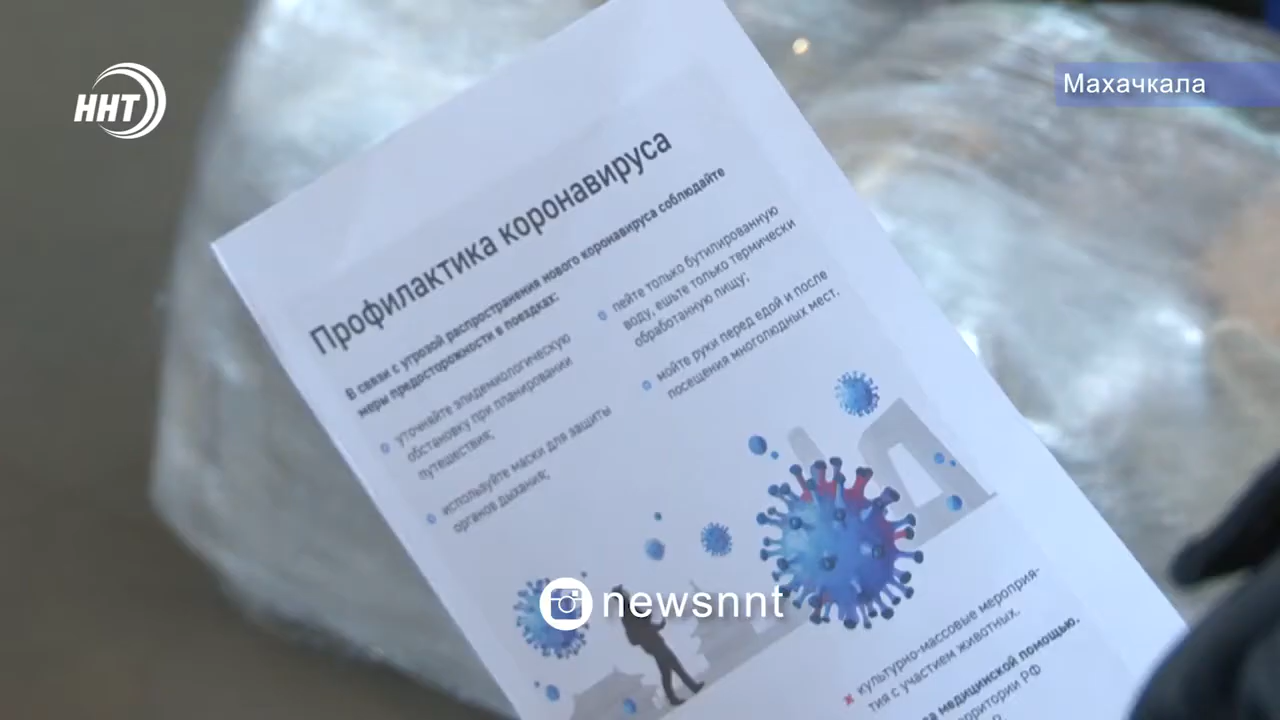 ННТ
Махачкала
Профилактика коронавируса
В связи с угрозой распространения нового коронавируса соблюдайте
меры предосторожности в поездках:
уточняйте эпидемиологическую
обстановку при планировании
путешествия;
используйте маски для защиты
органов дыхания;
пейте только бутилированную
воду, ешьте только термически
обработанную пищу;
мойте руки перед едой и после
посещения многолюдных мест.
newsnnt
культурно-массовые мероприя-
тия с участием животных.
медицинской помощью.
РФ